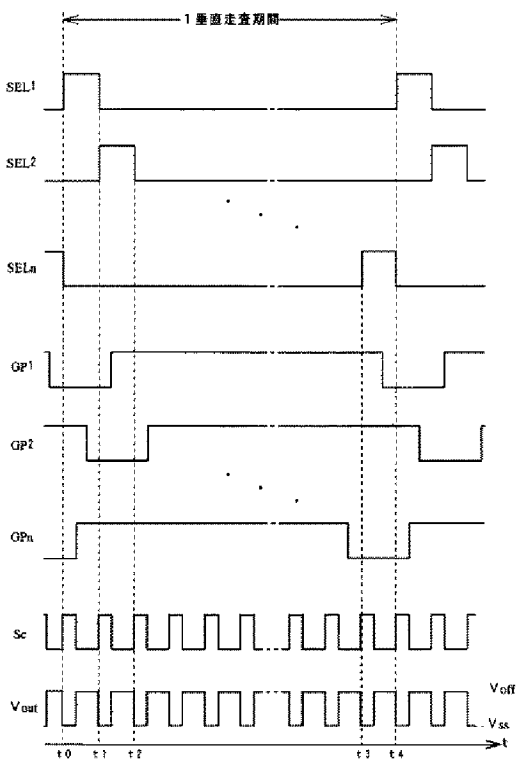 1垂直走査期間
SEL1
SEL2
SELn
GP1
GP2
GPn
Sc
Vout
Voff
Vss
t
t0 t1 t2 t3 t4